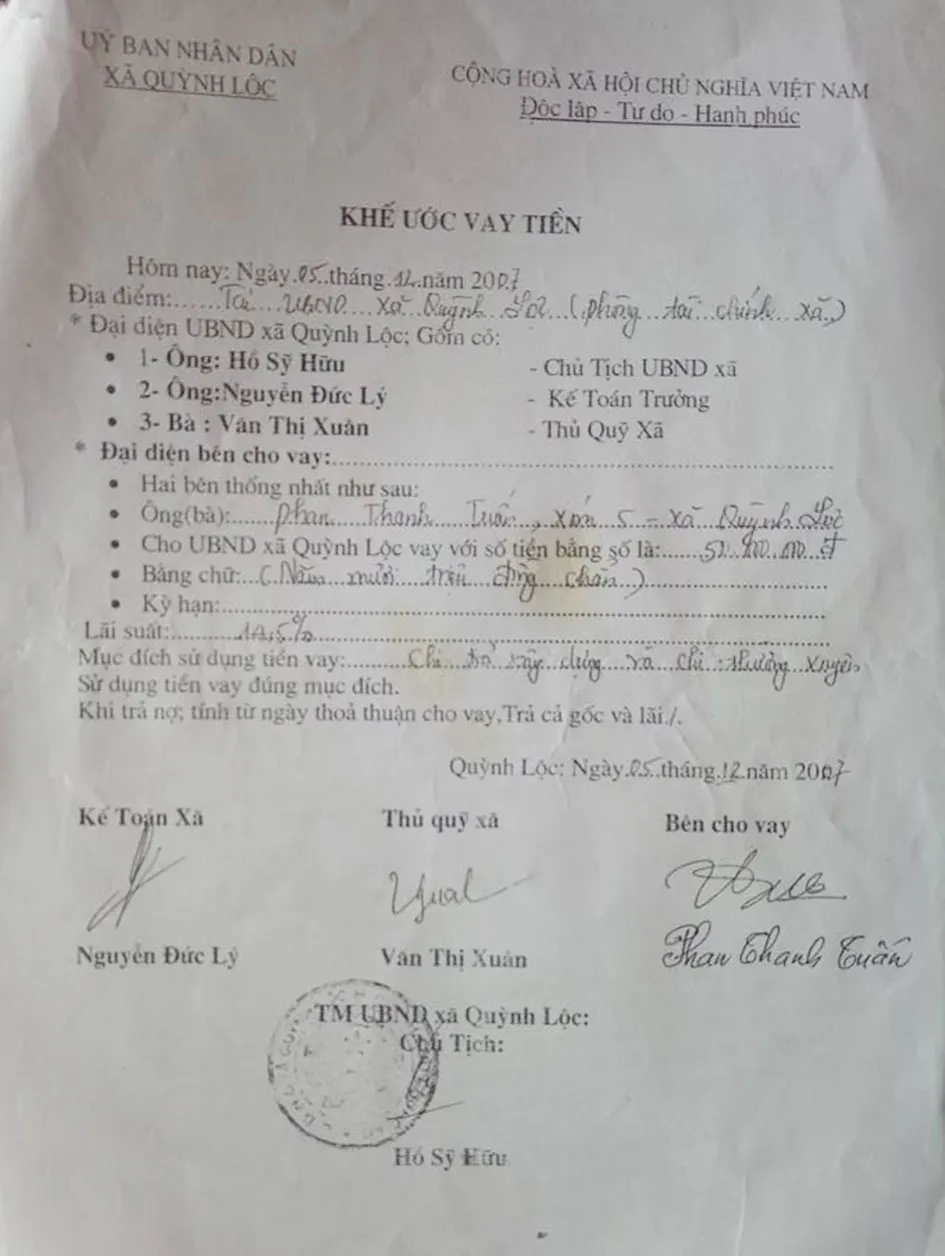 UỶ BAN NHÂN DÂN
XÃ QUỲNH LỘC
CỘNG HOÀ XÃ HỘI CHỦ NGHĨA VIỆT NAM
Độc lập - Tự do - Hạnh phúc
KHẾ ƯỚC VAY TIỀN
Hôm nay: Ngày.05..tháng.12.năm 2007
Địa điểm:......Tại....UBND....xã Quỳnh Lộc (phòng tài chính xã)
* Đại diện UBND xã Quỳnh Lộc; Gồm có:
• 1- Ông: Hồ Sỹ Hữu - Chủ Tịch UBND xã
• 2- Ông:Nguyễn Đức Lý - Kế Toán Trưởng
• 3- Bà : Văn Thị Xuân - Thủ Quỹ Xã
* Đại diện bên cho vay:
• Hai bên thống nhất như sau:
• Ông(bà):......Phan Thanh Tuấn, xóm 5 - xã Quỳnh Lộc
• Cho UBND xã Quỳnh Lộc vay với số tiền bằng số là:
• Bằng chữ:..(Năm mươi triệu đồng chẵn)
• Kỳ hạn:
Lãi suất:
Mục đích sử dụng tiền vay:......Chi trả xây dựng và chi thường xuyên
Sử dụng tiền vay đúng mục đích.
Khi trả nợ; tính từ ngày thoả thuận cho vay,Trả cả gốc và lãi./.
Quỳnh Lộc; Ngày.05..tháng.12.năm 2007
Kế Toán Xã Thủ quỹ xã Bên cho vay
Nguyễn Đức Lý Văn Thị Xuân Phan Thanh Tuấn
TM UBND xã Quỳnh Lộc:
Chủ Tịch:
Hồ Sỹ Hữu